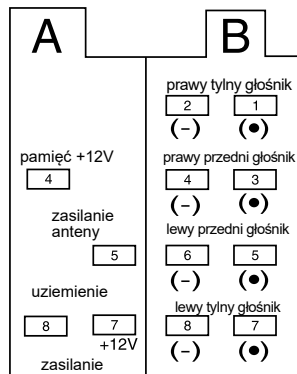 A
B
prawy tylny głośnik
2 1
(-) (●)
pamięć +12V
4
prawy przedni głośnik
4 3
(-) (●)
zasilanie
anteny
5
lewy przedni głośnik
6 5
(-) (●)
uziemienie
8 7
+12V
zasilanie
lewy tylny głośnik
8 7
(-) (●)